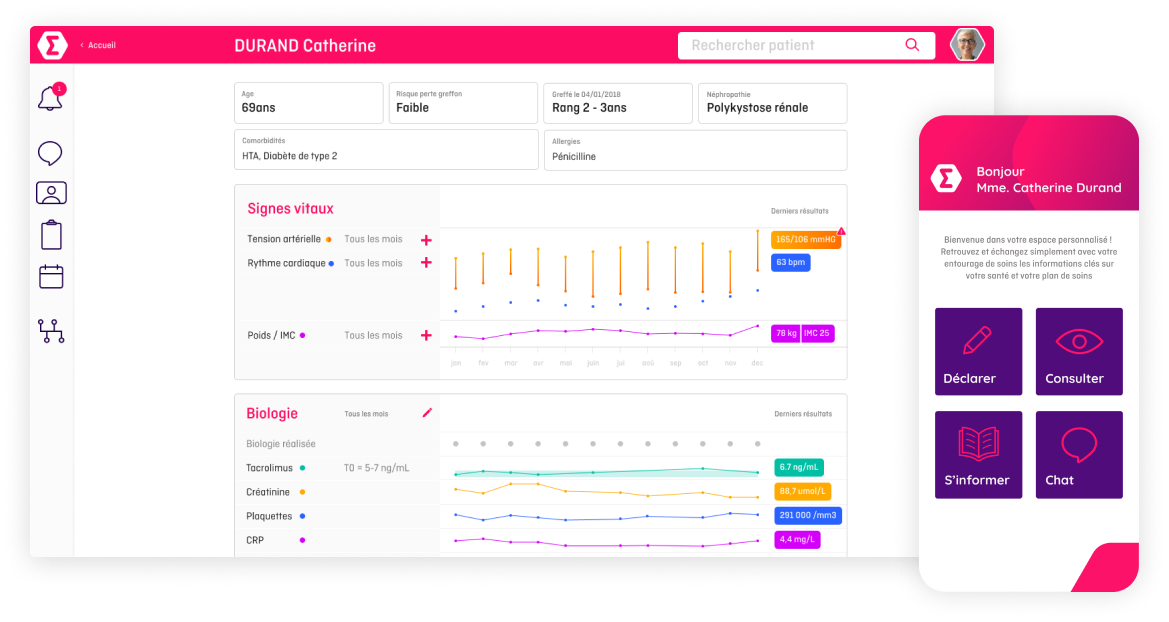 Accueil
DURAND Catherine
Rechercher patient
1
Age
69ans
Risque perte greffon
Faible
Greffé le 04/01/2018
Rang 2 - 3ans
Néphropathie
Polykystose rénale
Comorbidités
HTA, Diabète de type 2
Allergies
Pénicilline
Signes vitaux
Derniers résultats
Tension artérielle Tous les mois +
165/106 mmHG
Rythme cardiaque Tous les mois +
63 bpm
Poids / IMC Tous les mois +
78 kg IMC 25
jan fev mar avr mai juin jul aoû sep oct nov dec
Biologie Tous les mois
Derniers résultats
Biologie réalisée
Tacrolimus T0 = 5-7 ng/mL
6.7 ng/mL
Créatinine
88,7 umol/L
Plaquettes
291 000 /mm3
CRP
4,4 mg/L
Bonjour
Mme. Catherine Durand
Bienvenue dans votre espace personnalisé !
Retrouvez et échangez simplement avec votre
entourage de soins les informations clés sur
votre santé et votre plan de soins
Déclarer
Consulter
S'informer
Chat